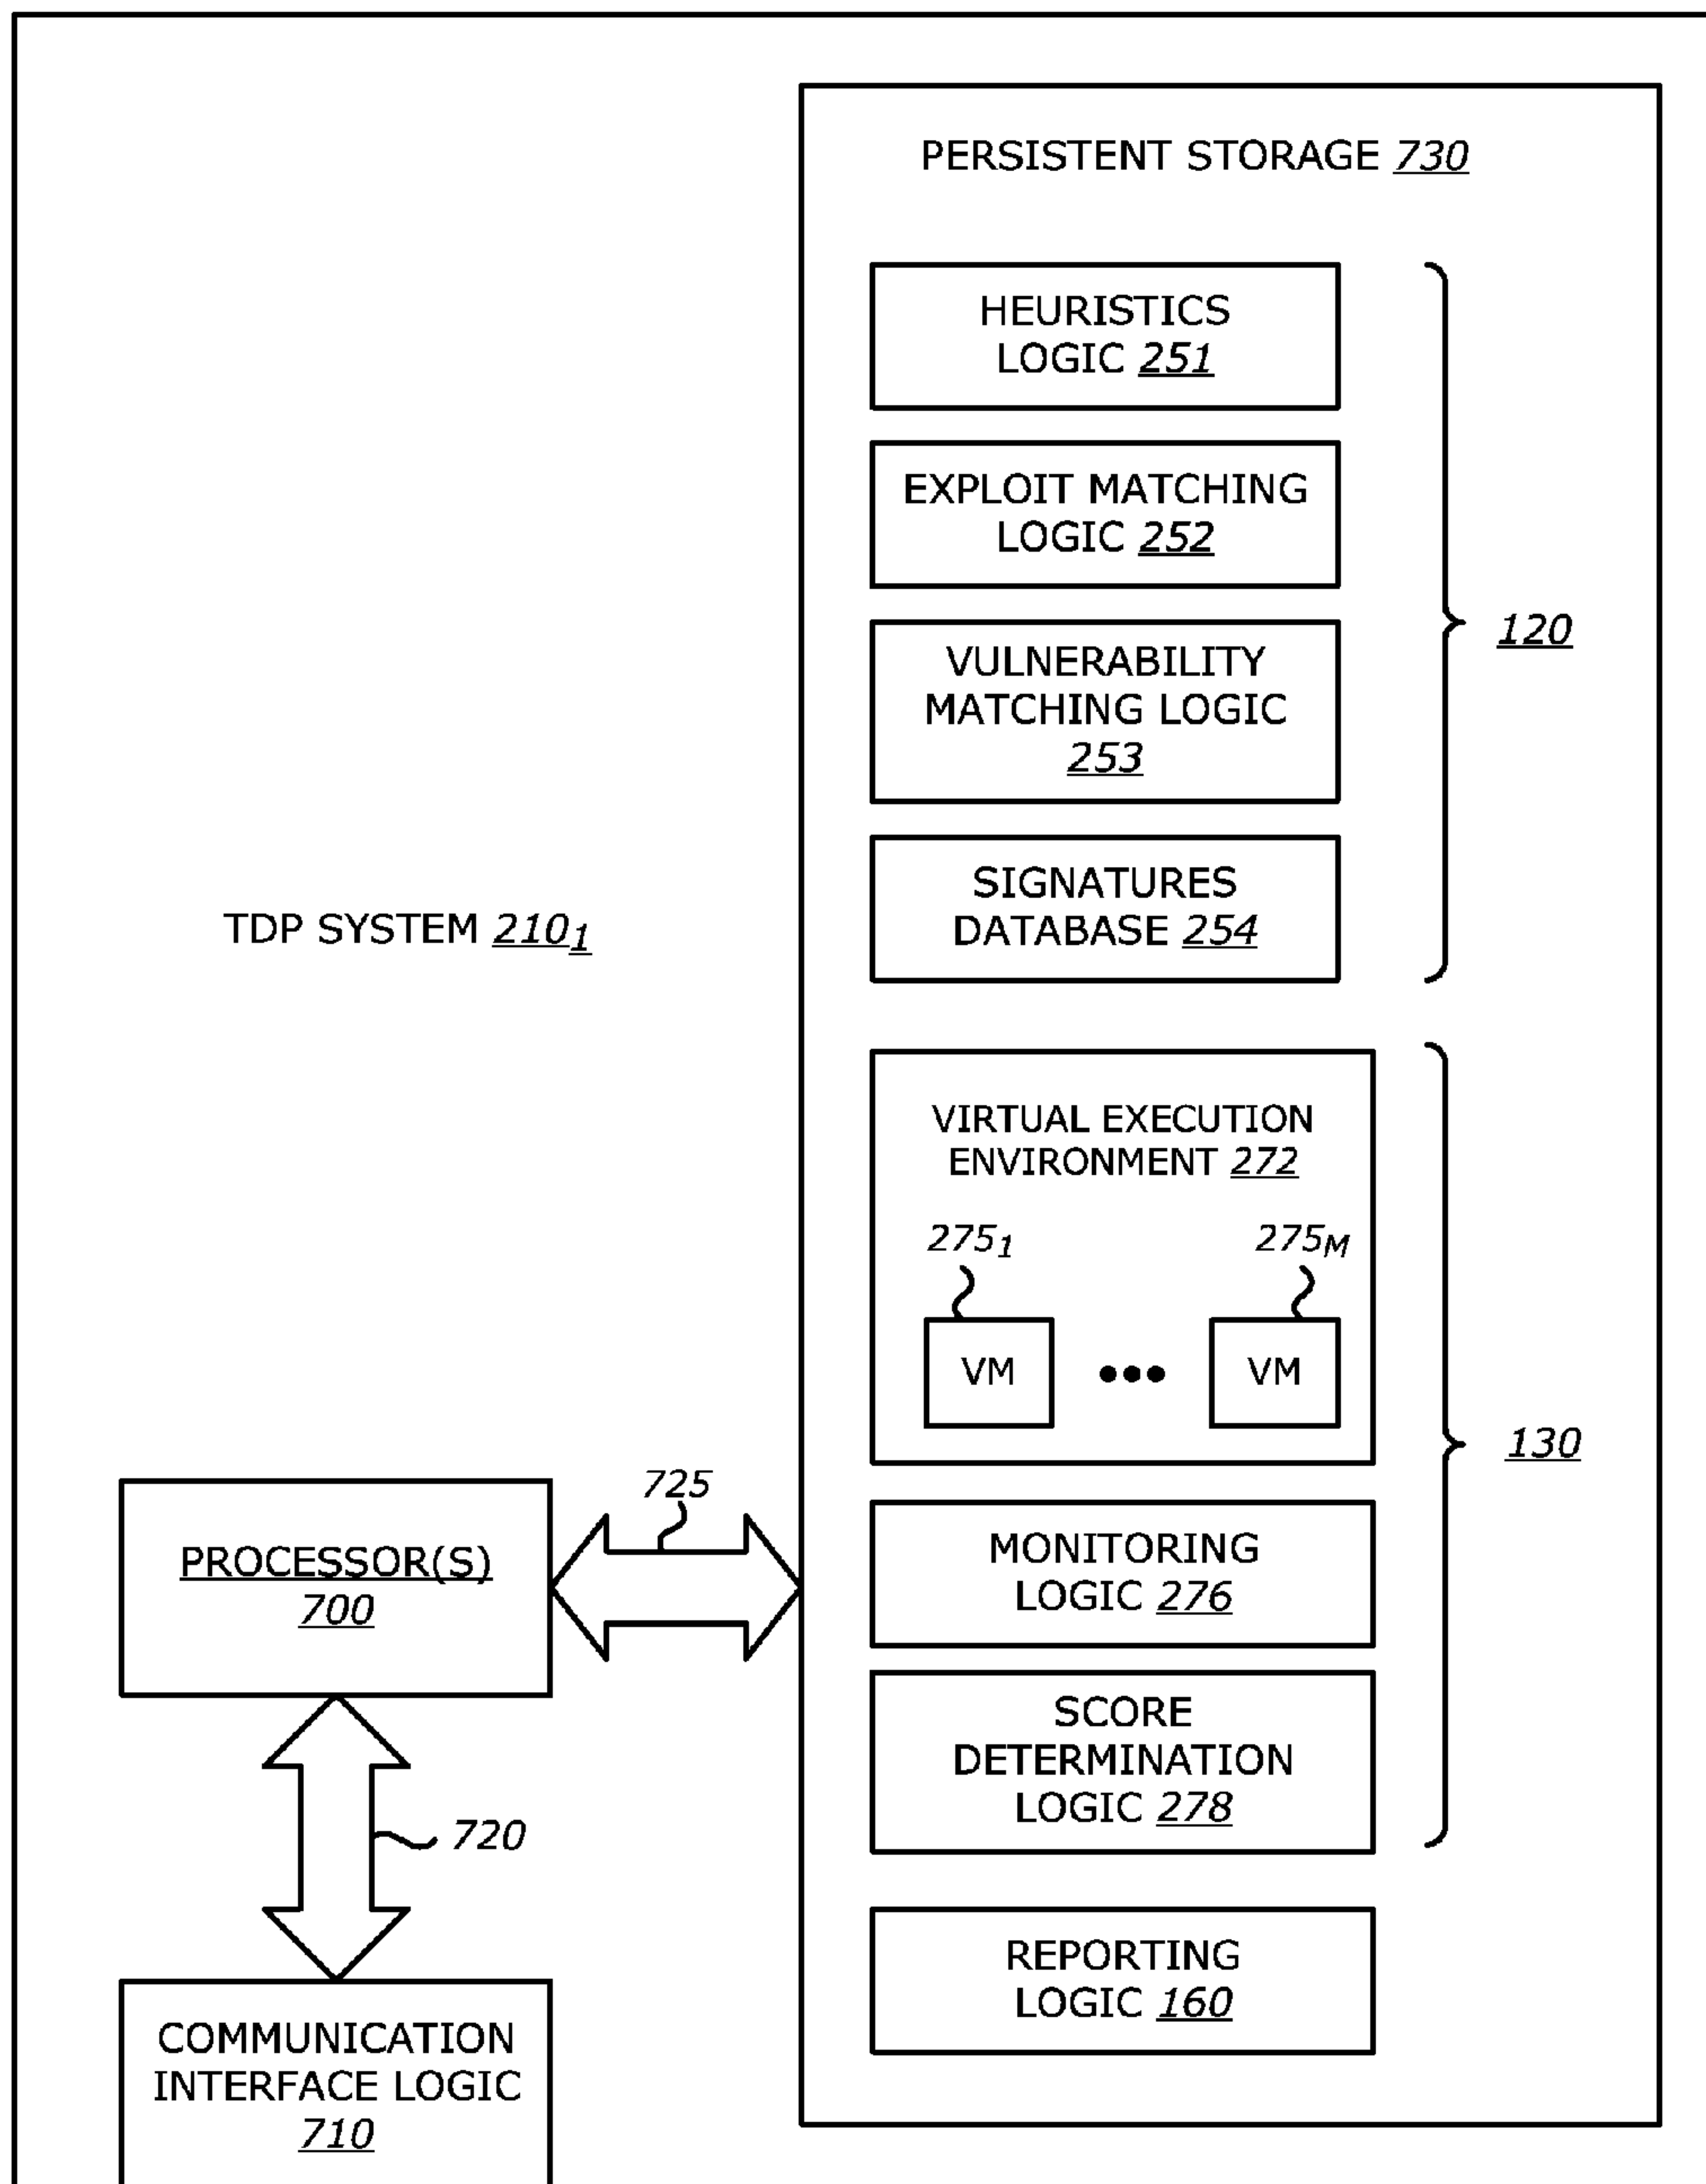 PERSISTENT STORAGE 730
HEURISTICS
LOGIC 251
EXPLOIT MATCHING
LOGIC 252
VULNERABILITY
MATCHING LOGIC
253
120
SIGNATURES
DATABASE 254
TDP SYSTEM 210₁
VIRTUAL EXECUTION
ENVIRONMENT 272
275₁
275ₘ
VM
VM
130
725
PROCESSOR(S)
700
MONITORING
LOGIC 276
SCORE
DETERMINATION
LOGIC 278
720
REPORTING
LOGIC 160
COMMUNICATION
INTERFACE LOGIC
710